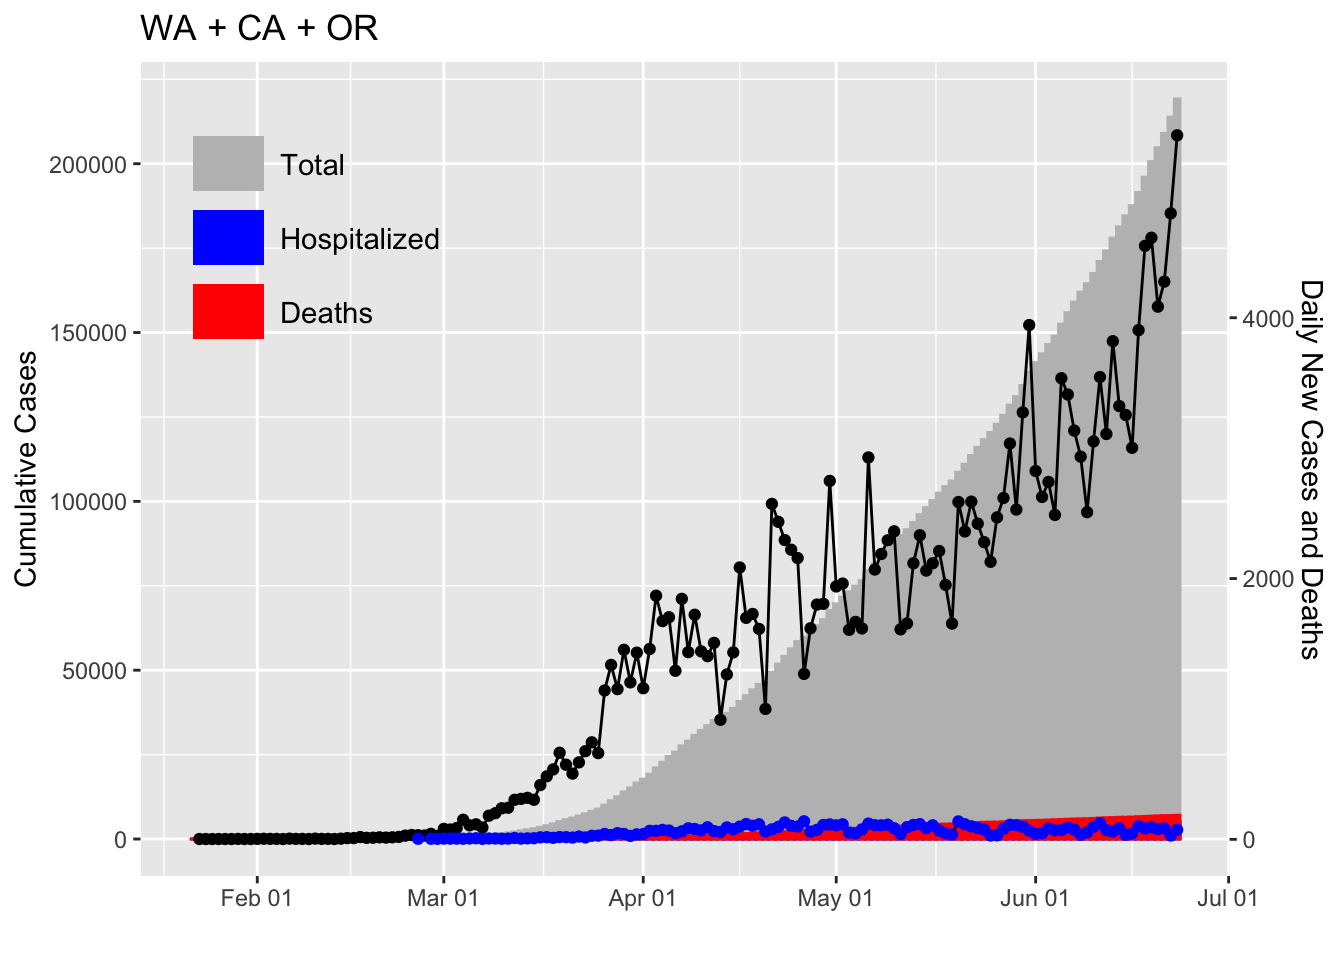 WA + CA + OR
Total
Hospitalized
Deaths
Cumulative Cases
200000
150000
100000
50000
0
4000
2000
0
Daily New Cases and Deaths
Feb 01
Mar 01
Apr 01
May 01
Jun 01
Jul 01